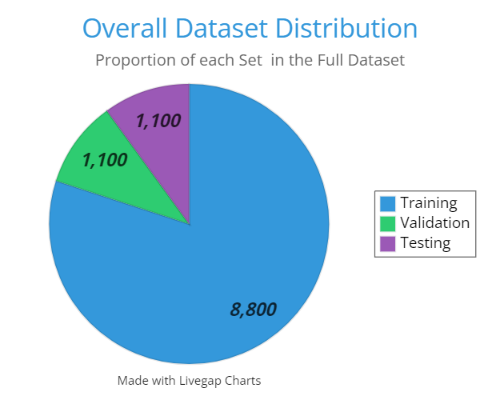 Overall Dataset Distribution
Proportion of each Set  in the Full Dataset
1,100
1,100
8,800
Training
Validation
Testing
Made with Livegap Charts